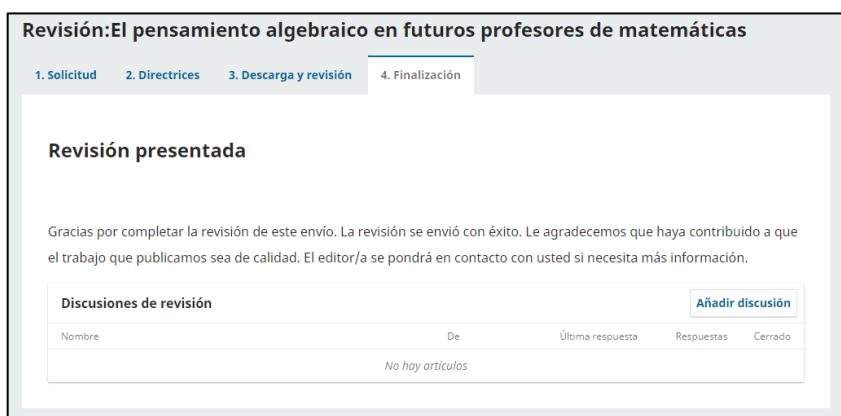 Revisión:El pensamiento algebraico en futuros profesores de matemáticas
1. Solicitud 2. Directrices 3. Descarga y revisión 4. Finalización
Revisión presentada
Gracias por completar la revisión de este envío. La revisión se envió con éxito. Le agradecemos que haya contribuido a que
el trabajo que publicamos sea de calidad. El editor/a se pondrá en contacto con usted si necesita más información.
Discusiones de revisión Añadir discusión
Nombre De Última respuesta Respuestas Cerrado
No hay artículos